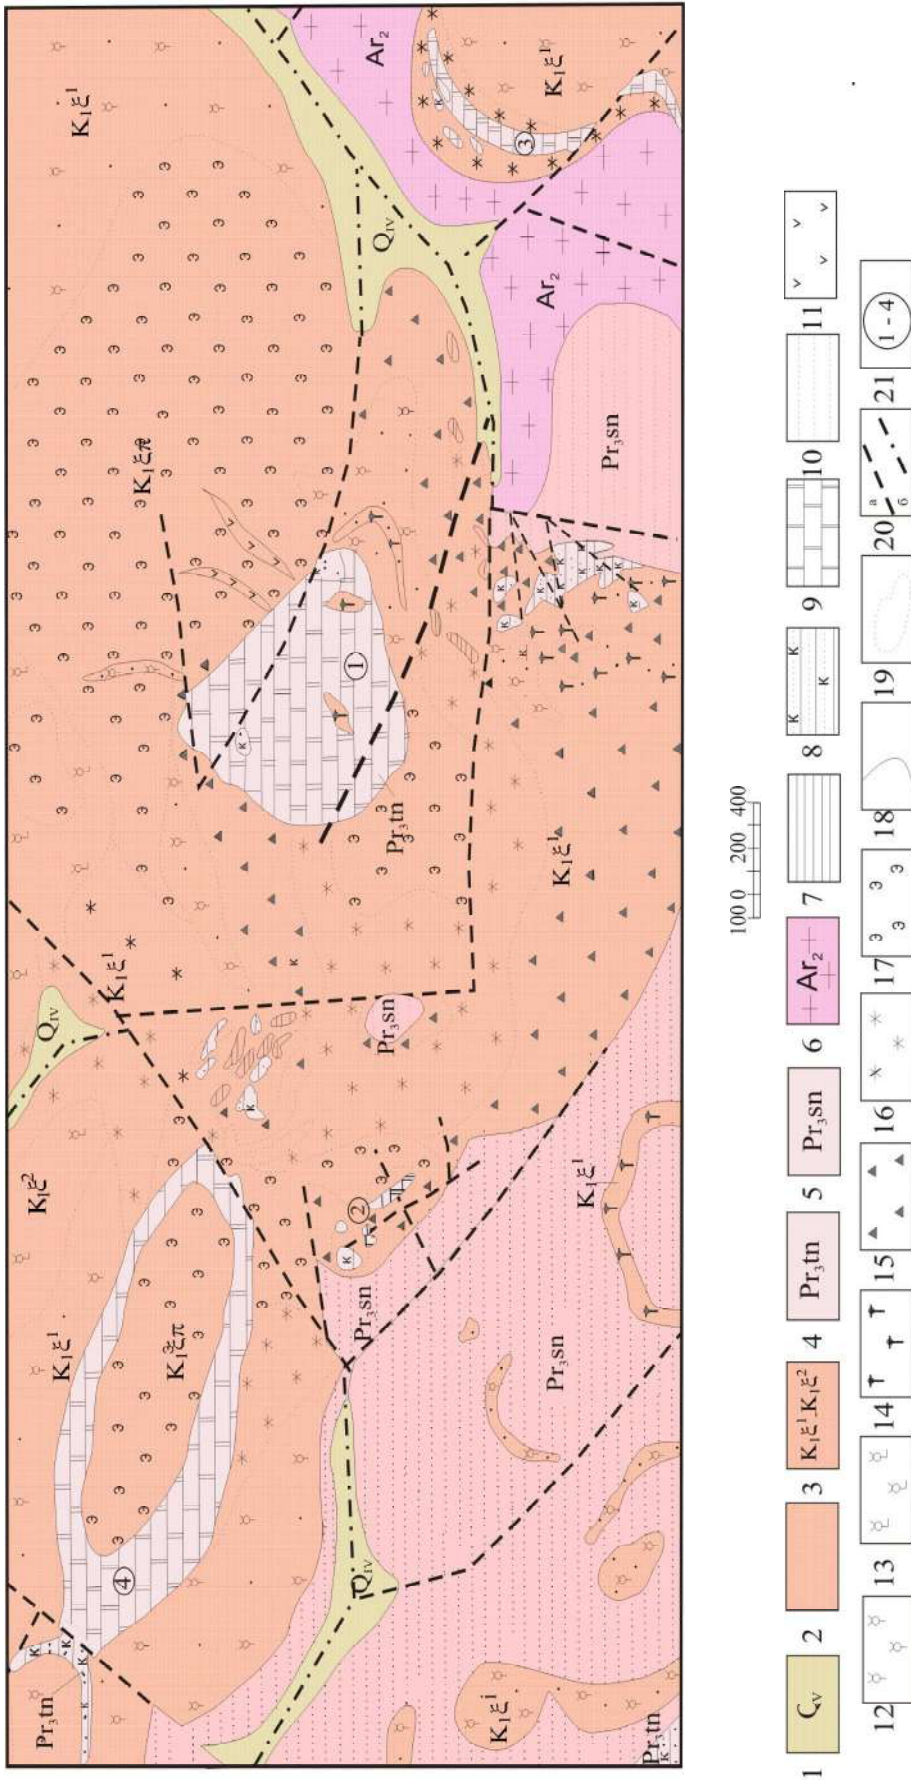 K₁ξ¹
Ar₂
K₁ξ¹
3
Q_IV
Ar₂
K₁ξπ
Pr₃sn
1
Pr₃tn
K₁ξ¹
K₁ξ¹
Q_IV
Pr₃sn
K₁ξ²
2
K₁ξ¹
K₁ξ¹
K₁ξπ
Pr₃sn
Pr₃sn
4
Q_IV
Pr₃tn
K₁ξ¹
Pr₃tn
100 0 200 400
1 Q_V
2
3 K₁ξ¹-K₁ξ²
4 Pr₃tn
5 Pr₃sn
6 Ar₂
7
8 к к к
9
10
11
12
13
14
15
16
17
18
19
20 а б
21 1 - 4